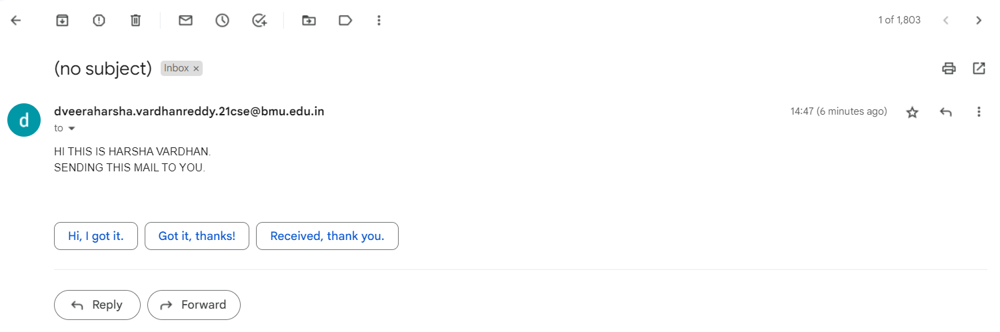 1 of 1,803
(no subject) Inbox ×
d
dveeraharsha.vardhanreddy.21cse@bmu.edu.in 14:47 (6 minutes ago)
to
HI THIS IS HARSHA VARDHAN.
SENDING THIS MAIL TO YOU.
Hi, I got it. Got it, thanks! Received, thank you.
Reply Forward